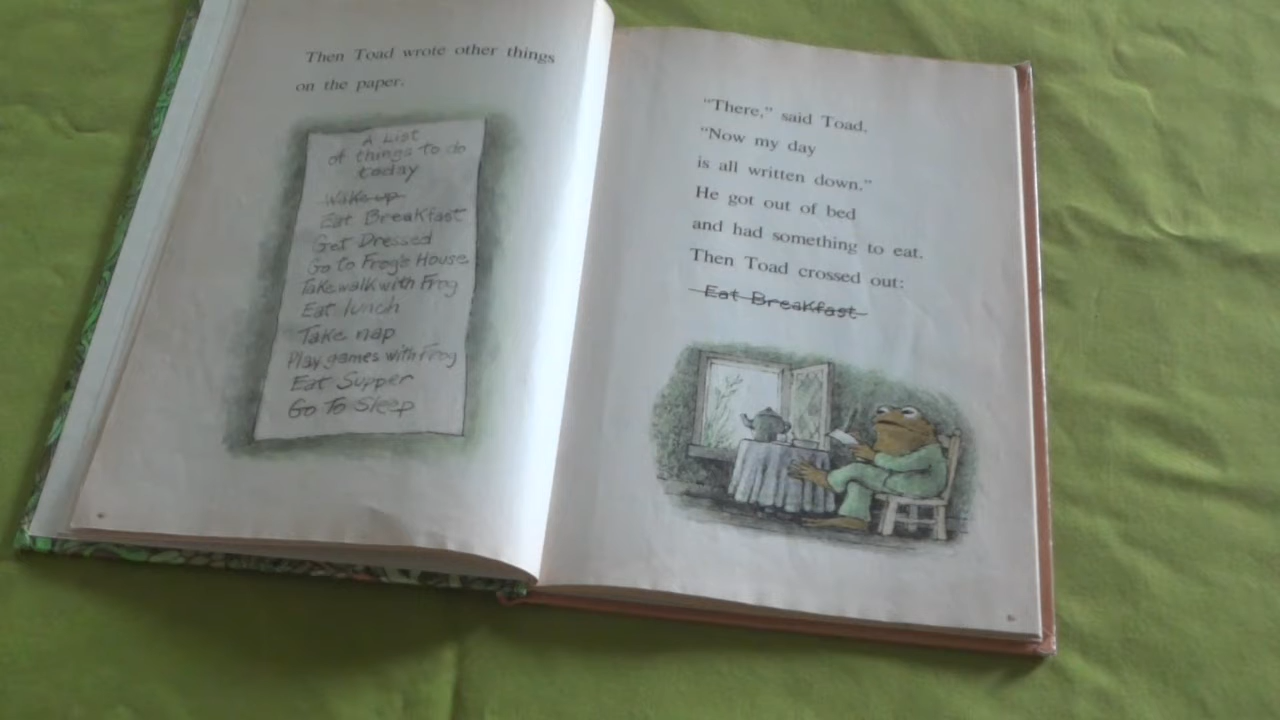 Then Toad wrote other things
on the paper.
A List
of things to do
today
Wake up
Eat Breakfast
Get Dressed
Go to Frog's House
Take walk with Frog
Eat lunch
Take nap
Play games with Frog
Eat Supper
Go To Sleep
"There," said Toad.
"Now my day
is all written down."
He got out of bed
and had something to eat.
Then Toad crossed out:
Eat Breakfast